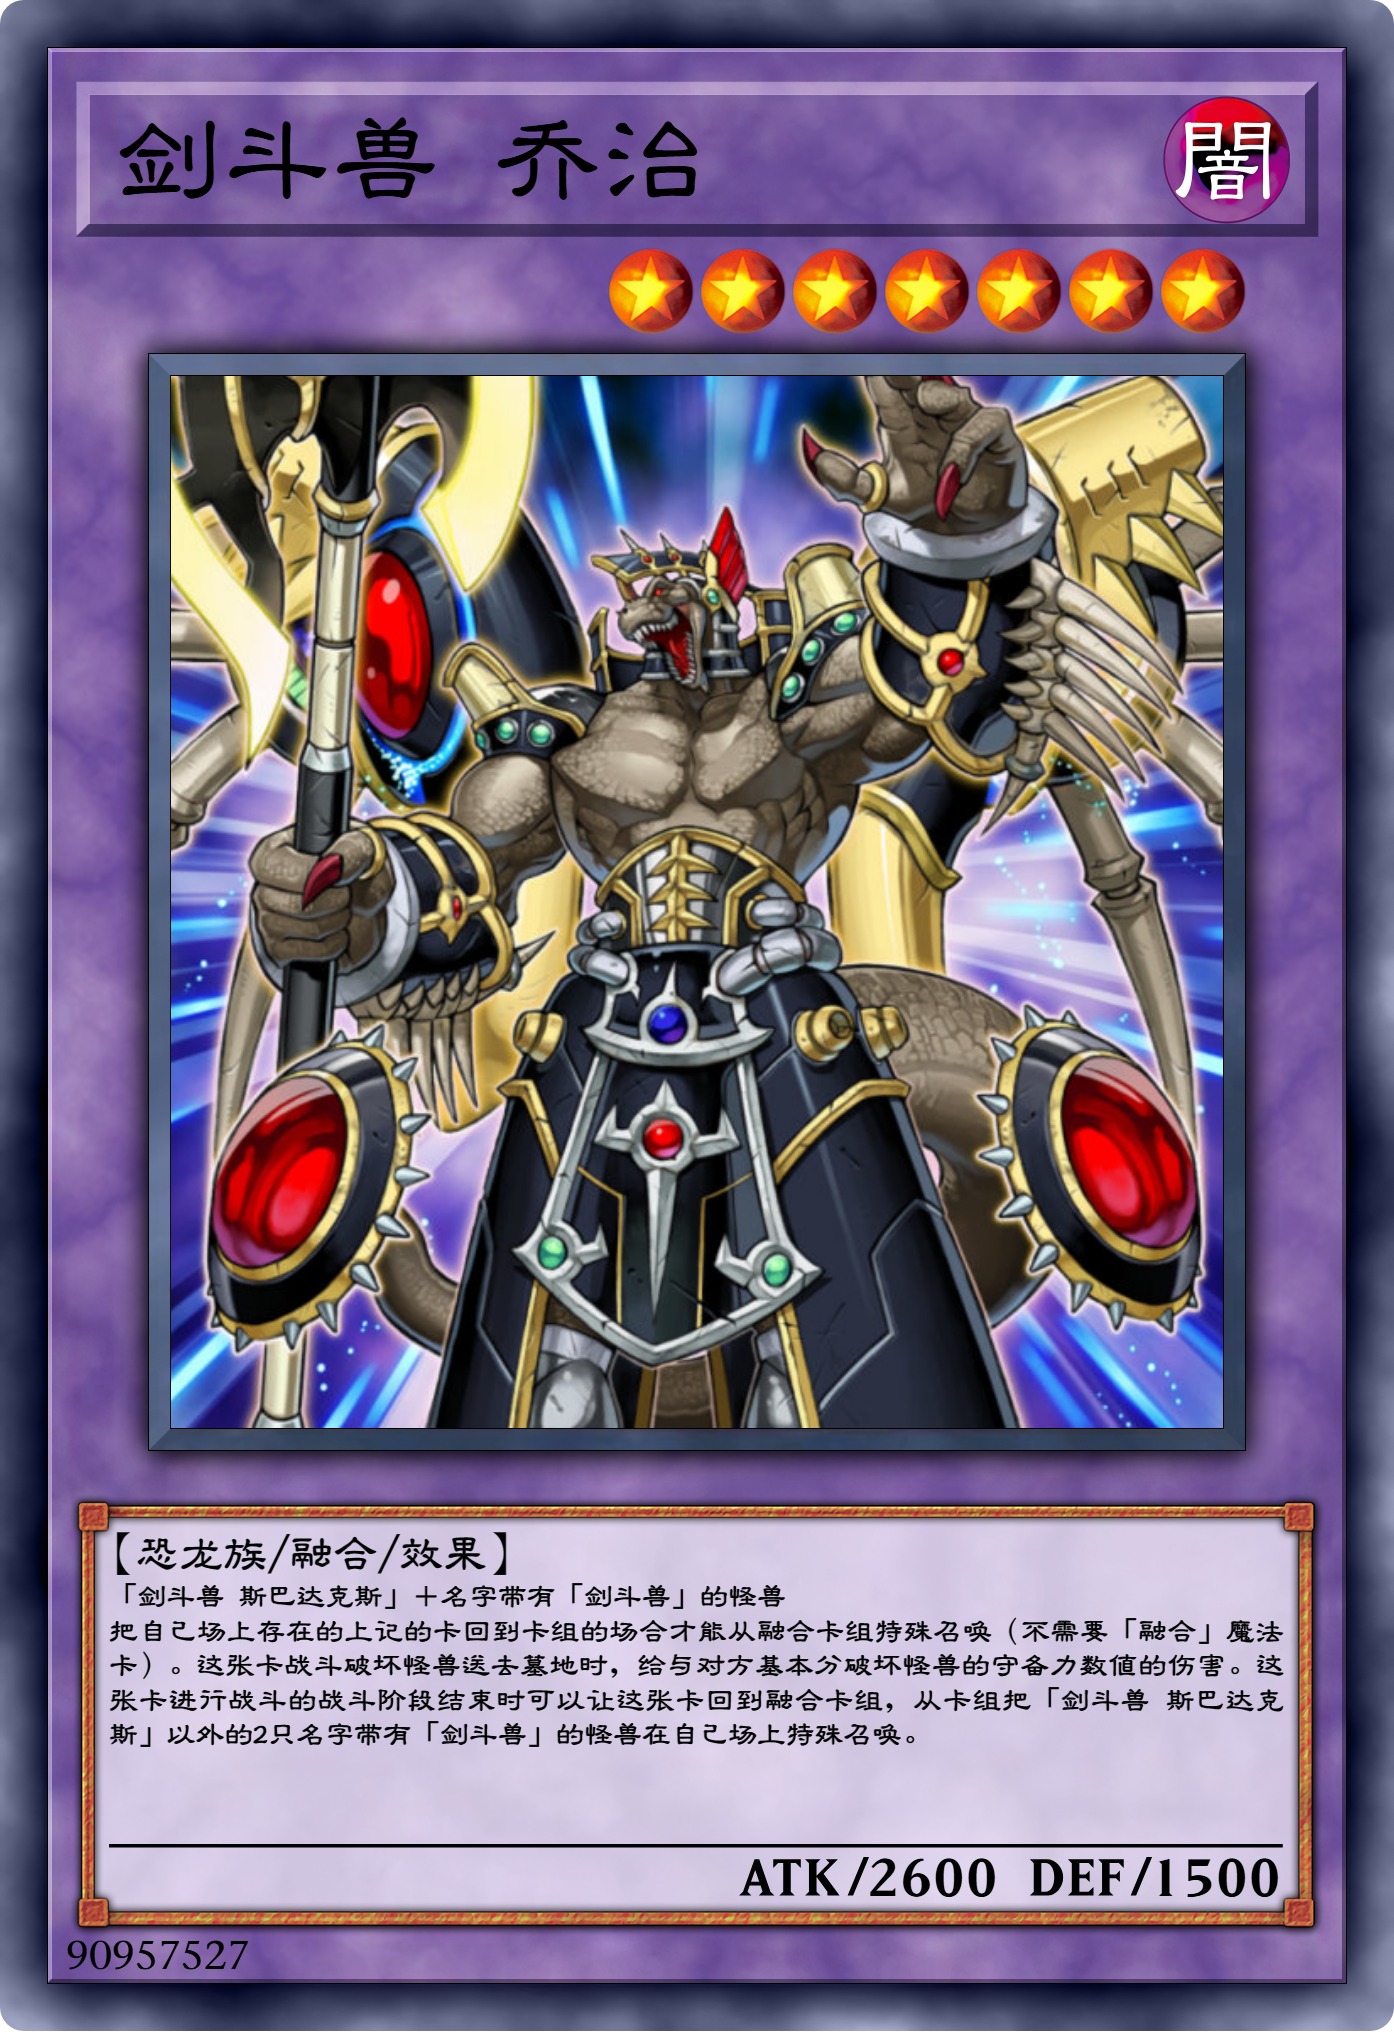 剑斗兽 乔治
闇
【恐龙族/融合/效果】
「剑斗兽 斯巴达克斯」＋名字带有「剑斗兽」的怪兽
把自己场上存在的上记的卡回到卡组的场合才能从融合卡组特殊召唤（不需要「融合」魔法
卡）。这张卡战斗破坏怪兽送去墓地时，给与对方基本分破坏怪兽的守备力数值的伤害。这
张卡进行战斗的战斗阶段结束时可以让这张卡回到融合卡组，从卡组把「剑斗兽 斯巴达克
斯」以外的2只名字带有「剑斗兽」的怪兽在自己场上特殊召唤。
ATK/2600 DEF/1500
90957527